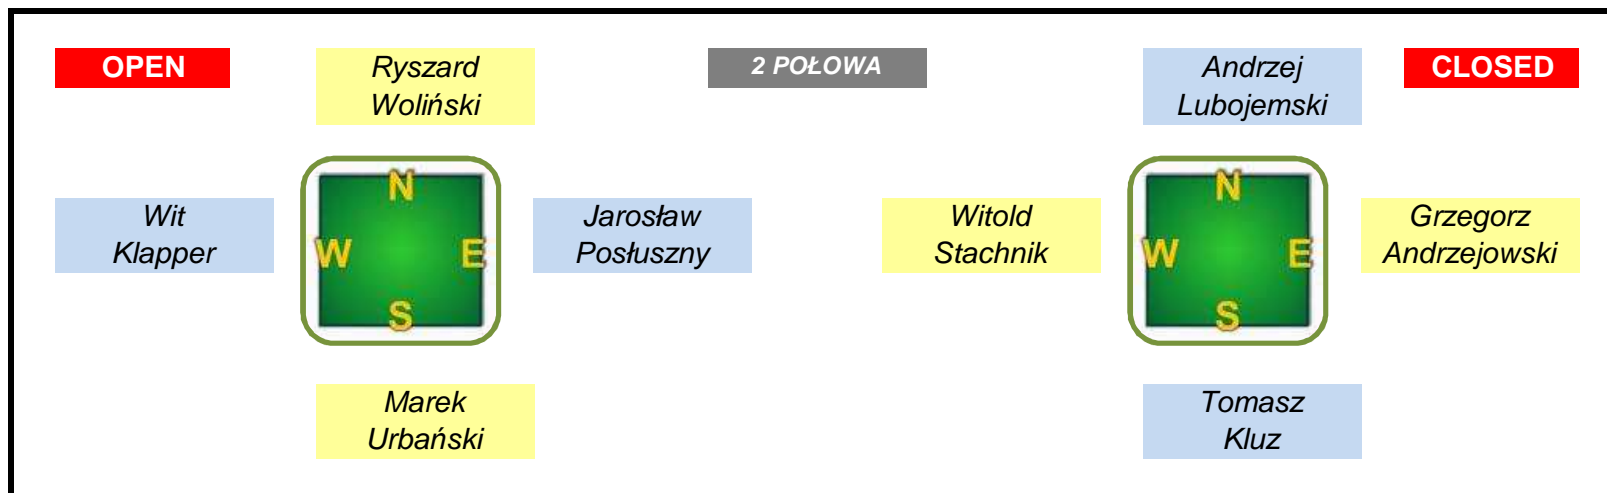 OPEN
Ryszard
Woliński
2 POŁOWA
Andrzej
Lubojemski
CLOSED
N
W
E
S
Wit
Klapper
Jarosław
Posłuszny
N
W
E
S
Witold
Stachnik
Grzegorz
Andrzejowski
Marek
Urbański
Tomasz
Kluz